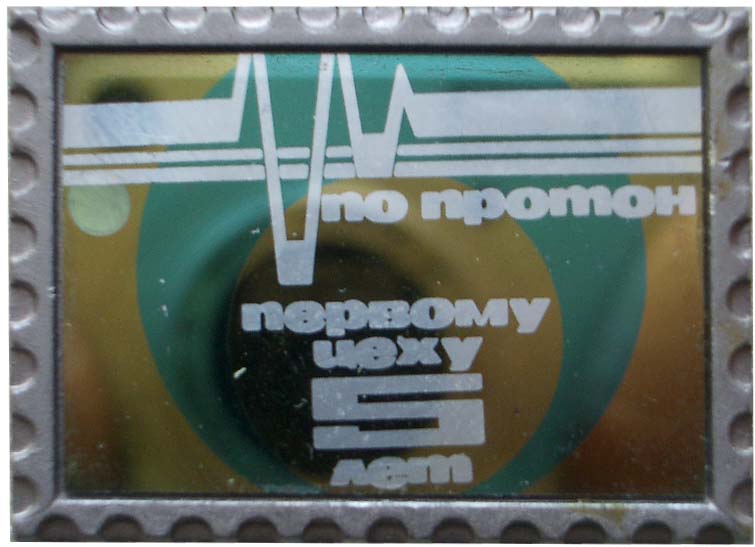 по протон
первому
цеху
5
лет